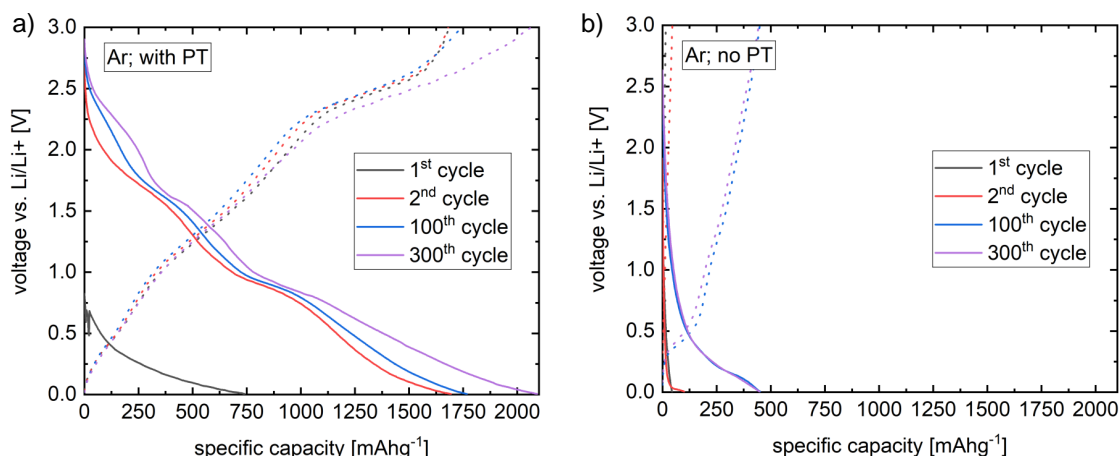 a)
Ar; with PT
voltage vs. Li/Li+ [V]
3.0
2.5
2.0
1.5
1.0
0.5
0.0
1st cycle
2nd cycle
100th cycle
300th cycle
0 250 500 750 1000 1250 1500 1750 2000
specific capacity [mAhg-1]
b)
Ar; no PT
voltage vs. Li/Li+ [V]
3.0
2.5
2.0
1.5
1.0
0.5
0.0
1st cycle
2nd cycle
100th cycle
300th cycle
0 250 500 750 1000 1250 1500 1750 2000
specific capacity [mAhg-1]